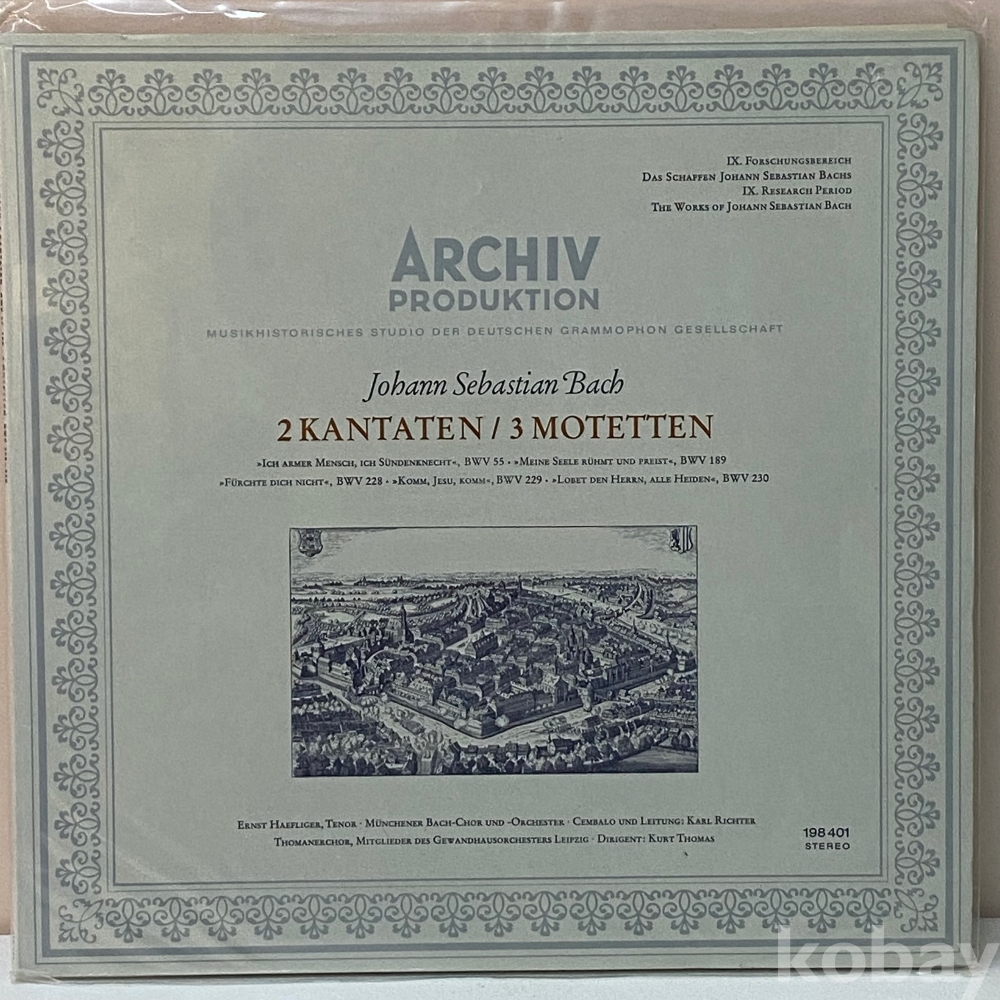 IX. Forschungsbereich
Das Schaffen Johann Sebastian Bachs
IX. Research Period
The Works of Johann Sebastian Bach
ARCHIV
PRODUKTION
MUSIKHISTORISCHES STUDIO DER DEUTSCHEN GRAMMOPHON GESELLSCHAFT
Johann Sebastian Bach
2 KANTATEN / 3 MOTETTEN
»Ich armer Mensch, ich Sündenknecht«, BWV 55 · »Meine Seele rühmt und preist«, BWV 189
»Fürchte dich nicht«, BWV 228 · »Komm, Jesu, komm«, BWV 229 · »Lobet den Herrn, alle Heiden«, BWV 230
Ernst Haefliger, Tenor · Münchener Bach-Chor und -Orchester · Cembalo und Leitung: Karl Richter
Thomanerchor, Mitglieder des Gewandhausorchesters Leipzig · Dirigent: Kurt Thomas
198 401
STEREO
kobay